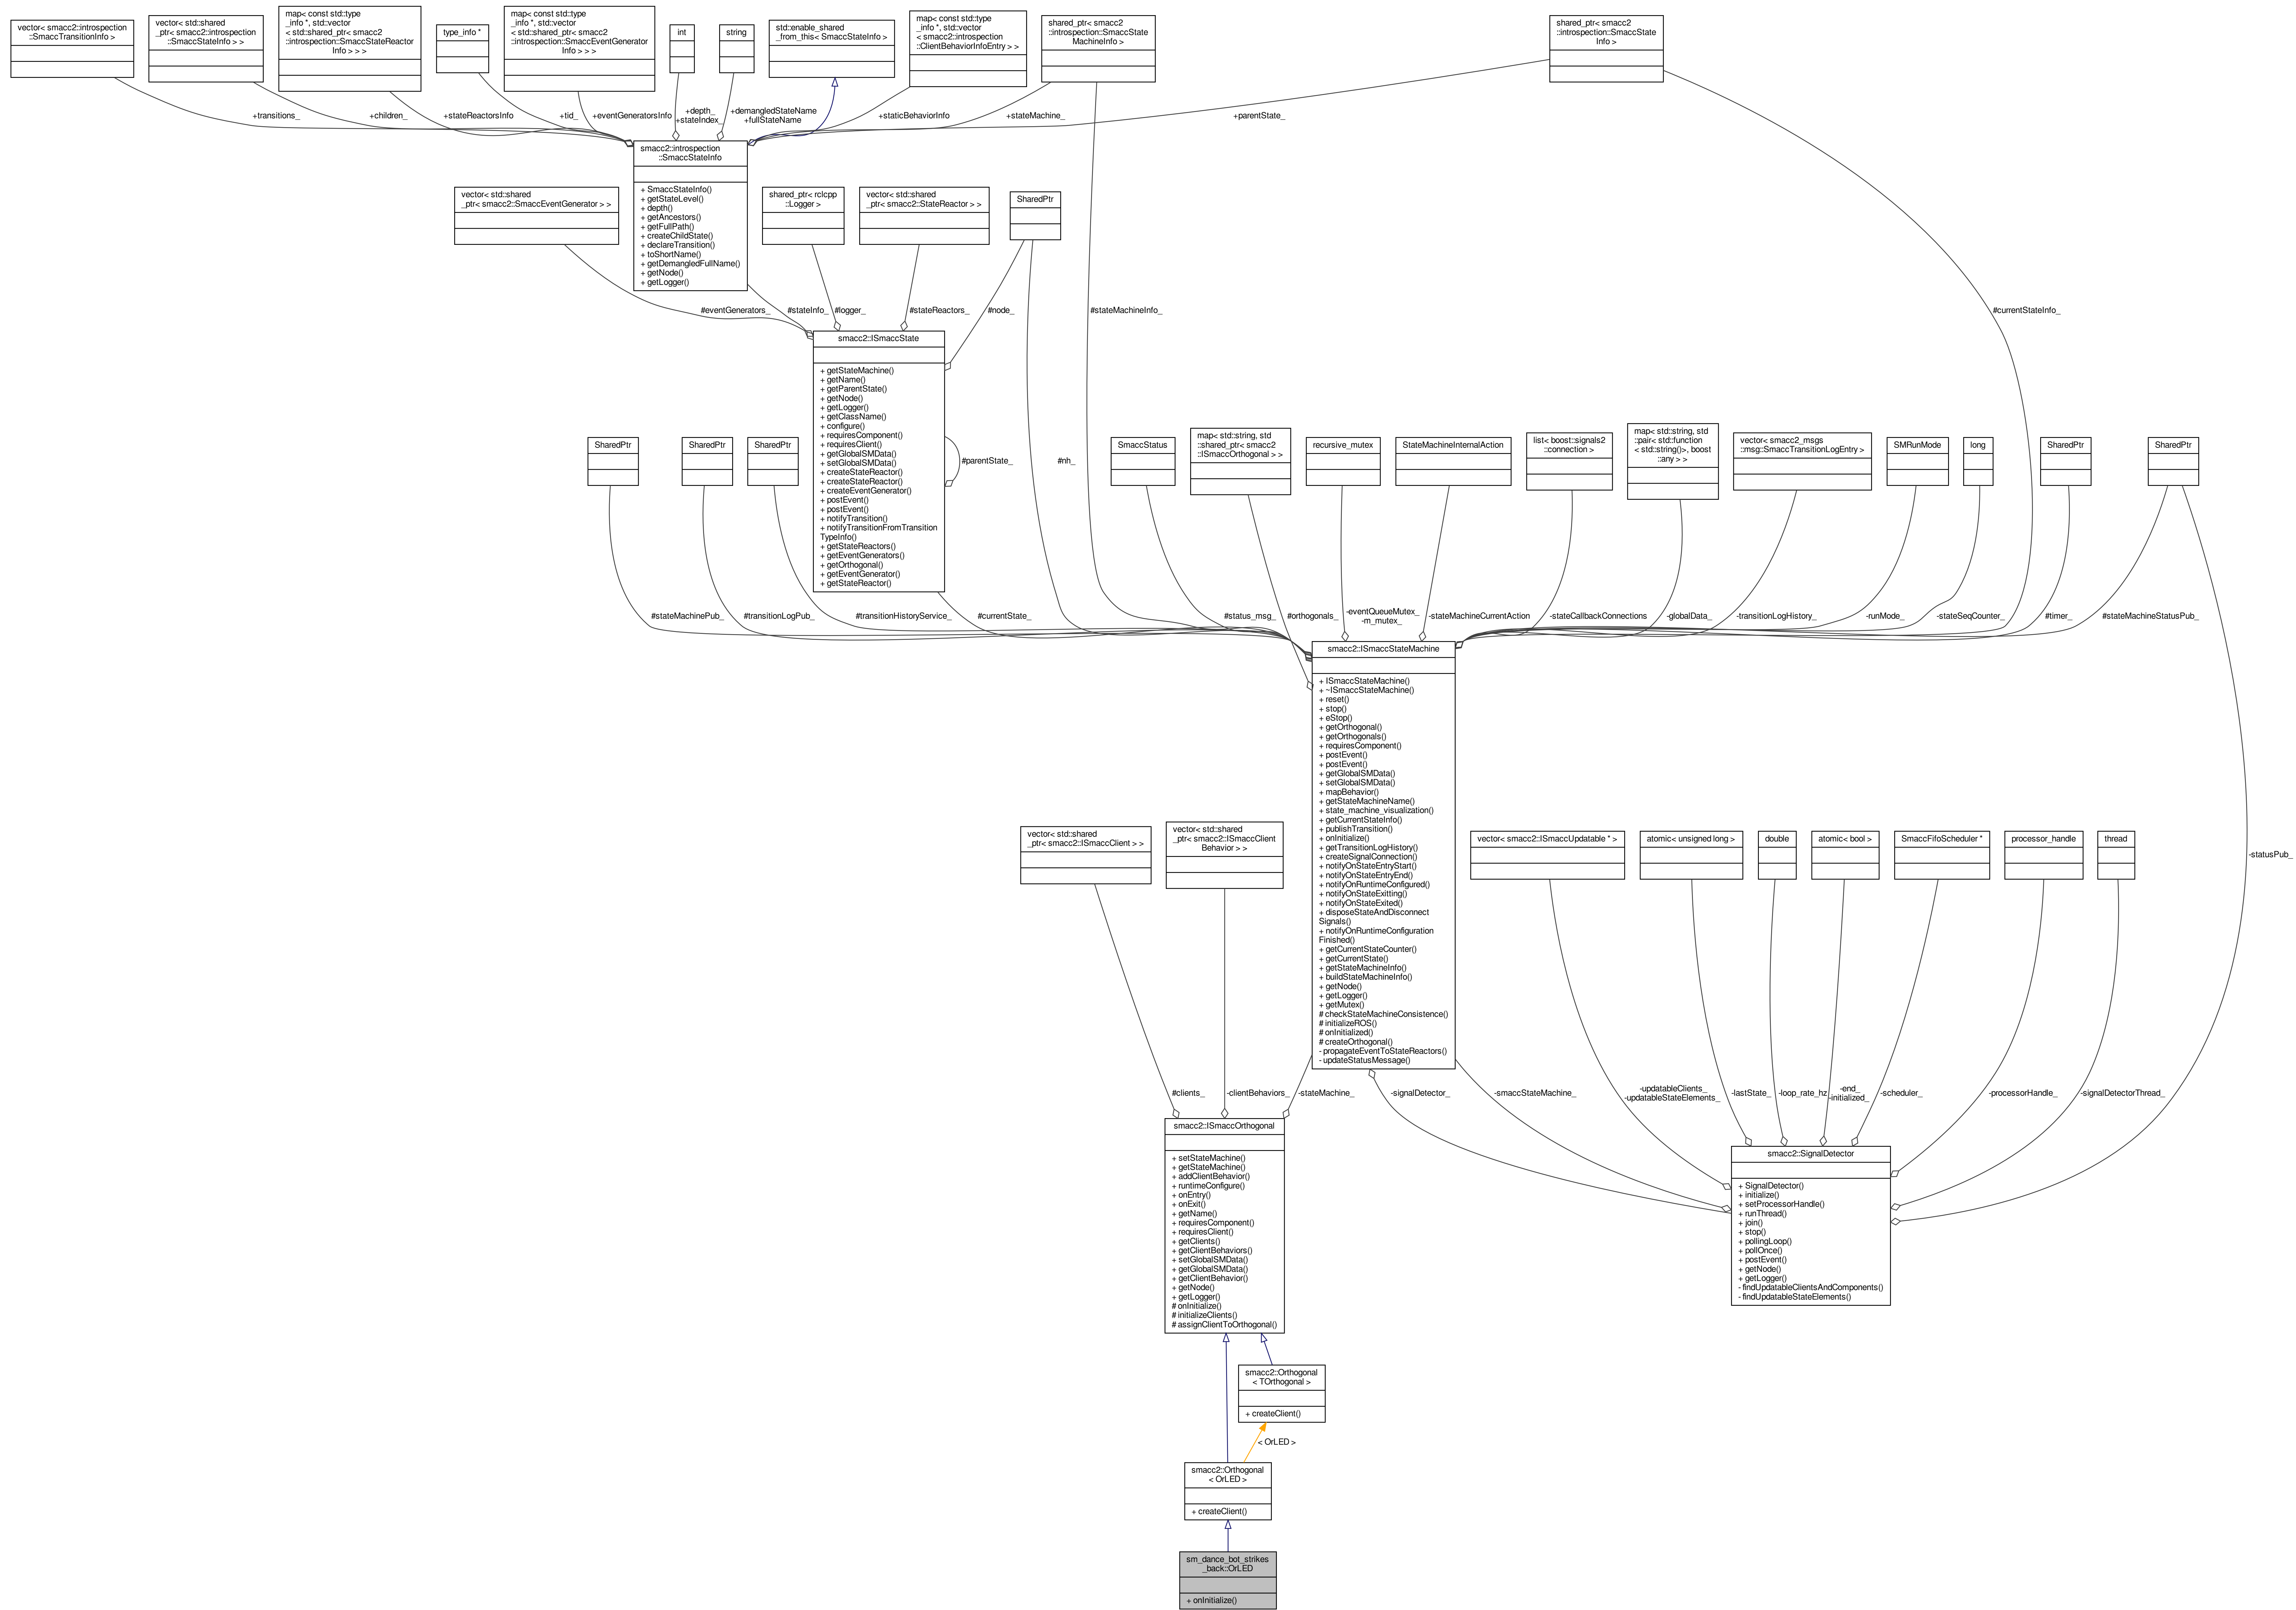 vector< smacc2::introspection
::SmaccTransitionInfo >
vector< std::shared
_ptr< smacc2::introspection
::SmaccStateInfo > >
map< const std::type
_info *, std::vector
< std::shared_ptr< smacc2
::introspection::SmaccStateReactor
Info > > >
type_info *
map< const std::type
_info *, std::vector
< std::shared_ptr< smacc2
::introspection::SmaccEventGenerator
Info > > >
int
string
std::enable_shared
_from_this< SmaccStateInfo >
map< const std::type
_info *, std::vector
< smacc2::introspection
::ClientBehaviorInfoEntry > >
shared_ptr< smacc2
::introspection::SmaccState
MachineInfo >
shared_ptr< smacc2
::introspection::SmaccState
Info >
+transitions_
+children_
+stateReactorsInfo
+tid_
+eventGeneratorsInfo
+depth_
+stateIndex_
+demangledStateName
+fullStateName
+staticBehaviorInfo
+stateMachine_
+parentState_
smacc2::introspection
::SmaccStateInfo
+ SmaccStateInfo()
+ getStateLevel()
+ depth()
+ getAncestors()
+ getFullPath()
+ createChildState()
+ declareTransition()
+ toShortName()
+ getDemangledFullName()
+ getNode()
+ getLogger()
vector< std::shared
_ptr< smacc2::SmaccEventGenerator > >
shared_ptr< rclcpp
::Logger >
vector< std::shared
_ptr< smacc2::StateReactor > >
SharedPtr
#eventGenerators_
#stateInfo_
#logger_
#stateReactors_
#node_
#stateMachineInfo_
#currentStateInfo_
smacc2::ISmaccState
+ getStateMachine()
+ getName()
+ getParentState()
+ getNode()
+ getLogger()
+ getClassName()
+ configure()
+ requiresComponent()
+ requiresClient()
+ getGlobalSMData()
+ setGlobalSMData()
+ createStateReactor()
+ createStateReactor()
+ createEventGenerator()
+ postEvent()
+ postEvent()
+ notifyTransition()
+ notifyTransitionFromTransition
TypeInfo()
+ getStateReactors()
+ getEventGenerators()
+ getOrthogonal()
+ getEventGenerator()
+ getStateReactor()
#parentState_
#nh_
SharedPtr
SharedPtr
SharedPtr
SmaccStatus
map< std::string, std
::shared_ptr< smacc2
::ISmaccOrthogonal > >
recursive_mutex
StateMachineInternalAction
list< boost::signals2
::connection >
map< std::string, std
::pair< std::function
< std::string()>, boost
::any > >
vector< smacc2_msgs
::msg::SmaccTransitionLogEntry >
SMRunMode
long
SharedPtr
SharedPtr
#stateMachinePub_
#transitionLogPub_
#transitionHistoryService_
#currentState_
#status_msg_
#orthogonals_
-eventQueueMutex_
-m_mutex_
-stateMachineCurrentAction
-stateCallbackConnections
-globalData_
-transitionLogHistory_
-runMode_
-stateSeqCounter_
#timer_
#stateMachineStatusPub_
smacc2::ISmaccStateMachine
+ ISmaccStateMachine()
+ ~ISmaccStateMachine()
+ reset()
+ stop()
+ eStop()
+ getOrthogonal()
+ getOrthogonals()
+ requiresComponent()
+ postEvent()
+ postEvent()
+ getGlobalSMData()
+ setGlobalSMData()
+ mapBehavior()
+ getStateMachineName()
+ state_machine_visualization()
+ getCurrentStateInfo()
+ publishTransition()
+ onInitialize()
+ getTransitionLogHistory()
+ createSignalConnection()
+ notifyOnStateEntryStart()
+ notifyOnStateEntryEnd()
+ notifyOnRuntimeConfigured()
+ notifyOnStateExitting()
+ notifyOnStateExited()
+ disposeStateAndDisconnect
Signals()
+ notifyOnRuntimeConfiguration
Finished()
+ getCurrentStateCounter()
+ getCurrentState()
+ getStateMachineInfo()
+ buildStateMachineInfo()
+ getNode()
+ getLogger()
+ getMutex()
# checkStateMachineConsistence()
# initializeROS()
# onInitialized()
# createOrthogonal()
- propagateEventToStateReactors()
- updateStatusMessage()
vector< std::shared
_ptr< smacc2::ISmaccClient > >
vector< std::shared
_ptr< smacc2::ISmaccClient
Behavior > >
vector< smacc2::ISmaccUpdatable * >
atomic< unsigned long >
double
atomic< bool >
SmaccFifoScheduler *
processor_handle
thread
-statusPub_
#clients_
-clientBehaviors_
-stateMachine_
-signalDetector_
-smaccStateMachine_
-updatableClients_
-updatableStateElements_
-lastState_
-loop_rate_hz
-end_
-initialized_
-scheduler_
-processorHandle_
-signalDetectorThread_
smacc2::ISmaccOrthogonal
+ setStateMachine()
+ getStateMachine()
+ addClientBehavior()
+ runtimeConfigure()
+ onEntry()
+ onExit()
+ getName()
+ requiresComponent()
+ requiresClient()
+ getClients()
+ getClientBehaviors()
+ setGlobalSMData()
+ getGlobalSMData()
+ getClientBehavior()
+ getNode()
+ getLogger()
# onInitialize()
# initializeClients()
# assignClientToOrthogonal()
smacc2::SignalDetector
+ SignalDetector()
+ initialize()
+ setProcessorHandle()
+ runThread()
+ join()
+ stop()
+ pollingLoop()
+ pollOnce()
+ postEvent()
+ getNode()
+ getLogger()
- findUpdatableClientsAndComponents()
- findUpdatableStateElements()
smacc2::Orthogonal
< TOrthogonal >
+ createClient()
< OrLED >
smacc2::Orthogonal
< OrLED >
+ createClient()
sm_dance_bot_strikes
_back::OrLED
+ onInitialize()